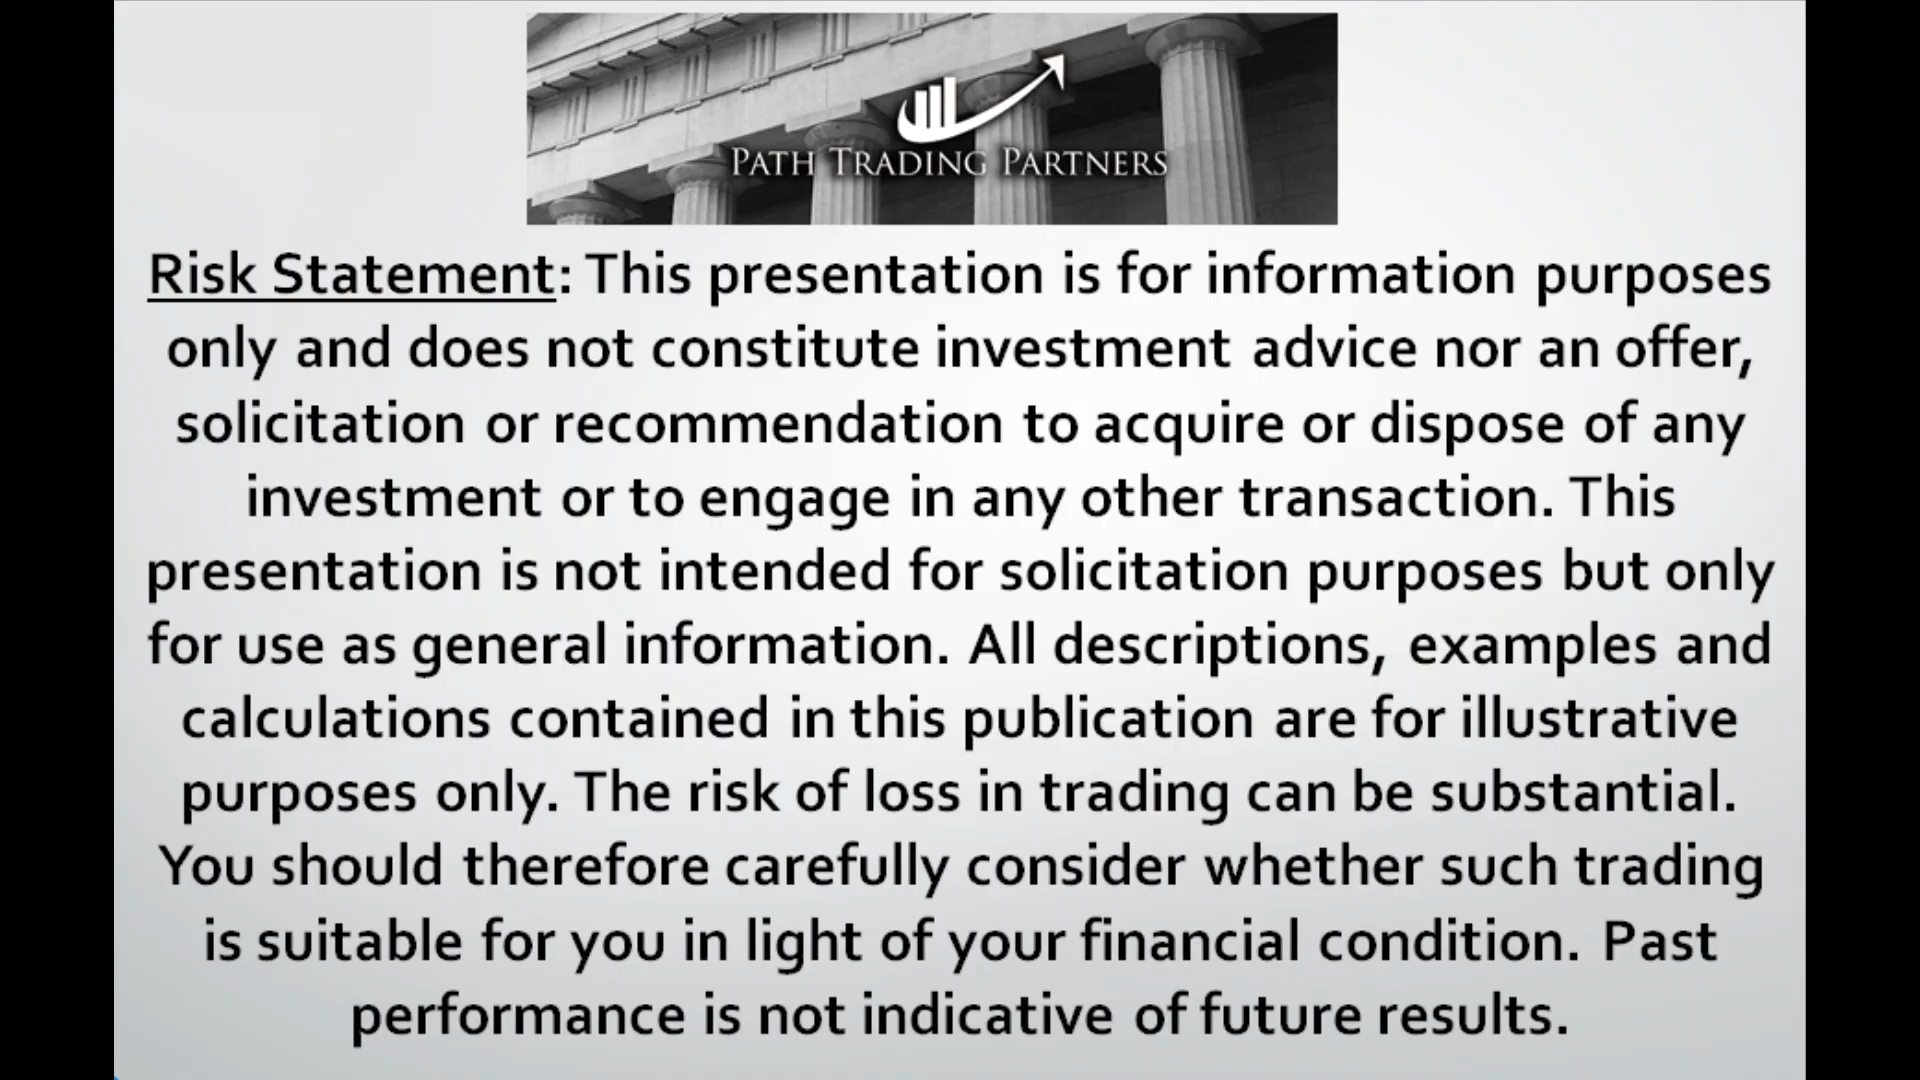 PATH TRADING PARTNERS
Risk Statement: This presentation is for information purposes
only and does not constitute investment advice nor an offer,
solicitation or recommendation to acquire or dispose of any
investment or to engage in any other transaction. This
presentation is not intended for solicitation purposes but only
for use as general information. All descriptions, examples and
calculations contained in this publication are for illustrative
purposes only. The risk of loss in trading can be substantial.
You should therefore carefully consider whether such trading
is suitable for you in light of your financial condition. Past
performance is not indicative of future results.